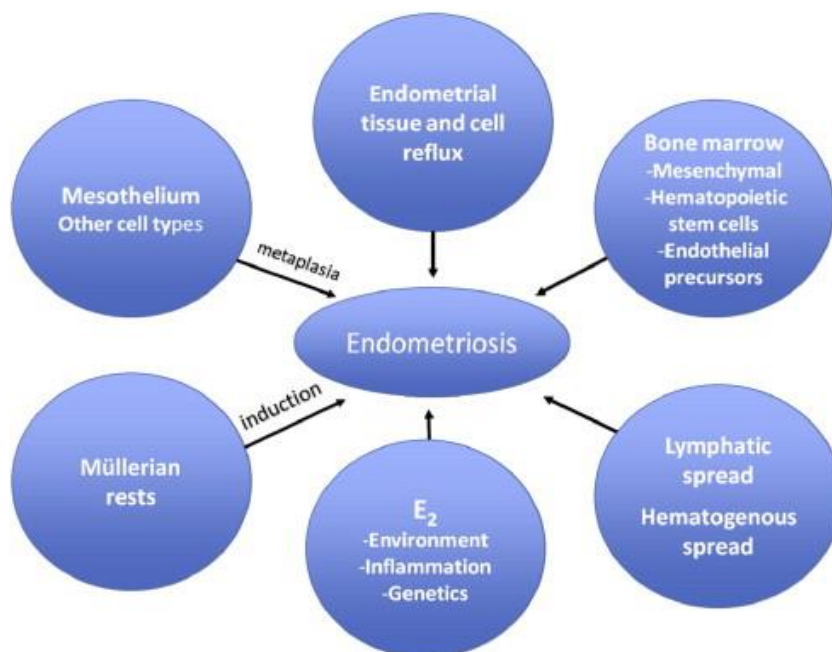 Endometrial
tissue and cell
reflux
Bone marrow
-Mesenchymal
-Hematopoietic
stem cells
-Endothelial
precursors
Mesothelium
Other cell types
metaplasia
Endometriosis
induction
Müllerian
rests
E₂
-Environment
-Inflammation
-Genetics
Lymphatic
spread
Hematogenous
spread